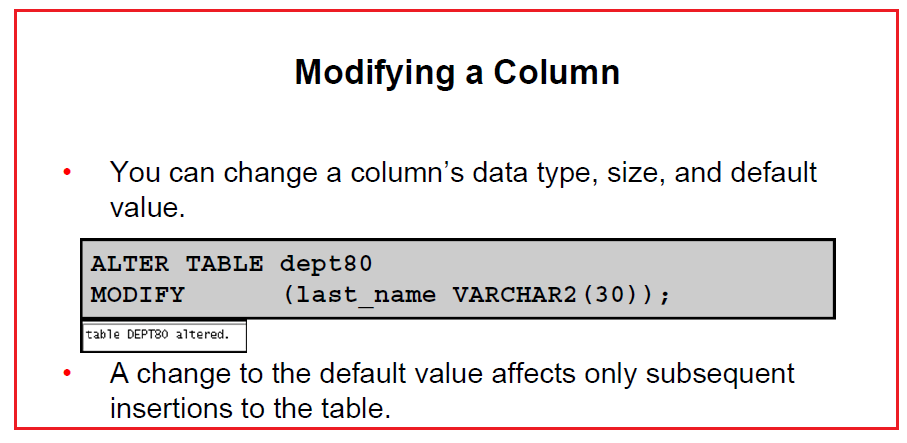 Modifying a Column
• You can change a column's data type, size, and default
value.
ALTER TABLE dept80
MODIFY (last_name VARCHAR2(30));
table DEPT80 altered.
• A change to the default value affects only subsequent
insertions to the table.